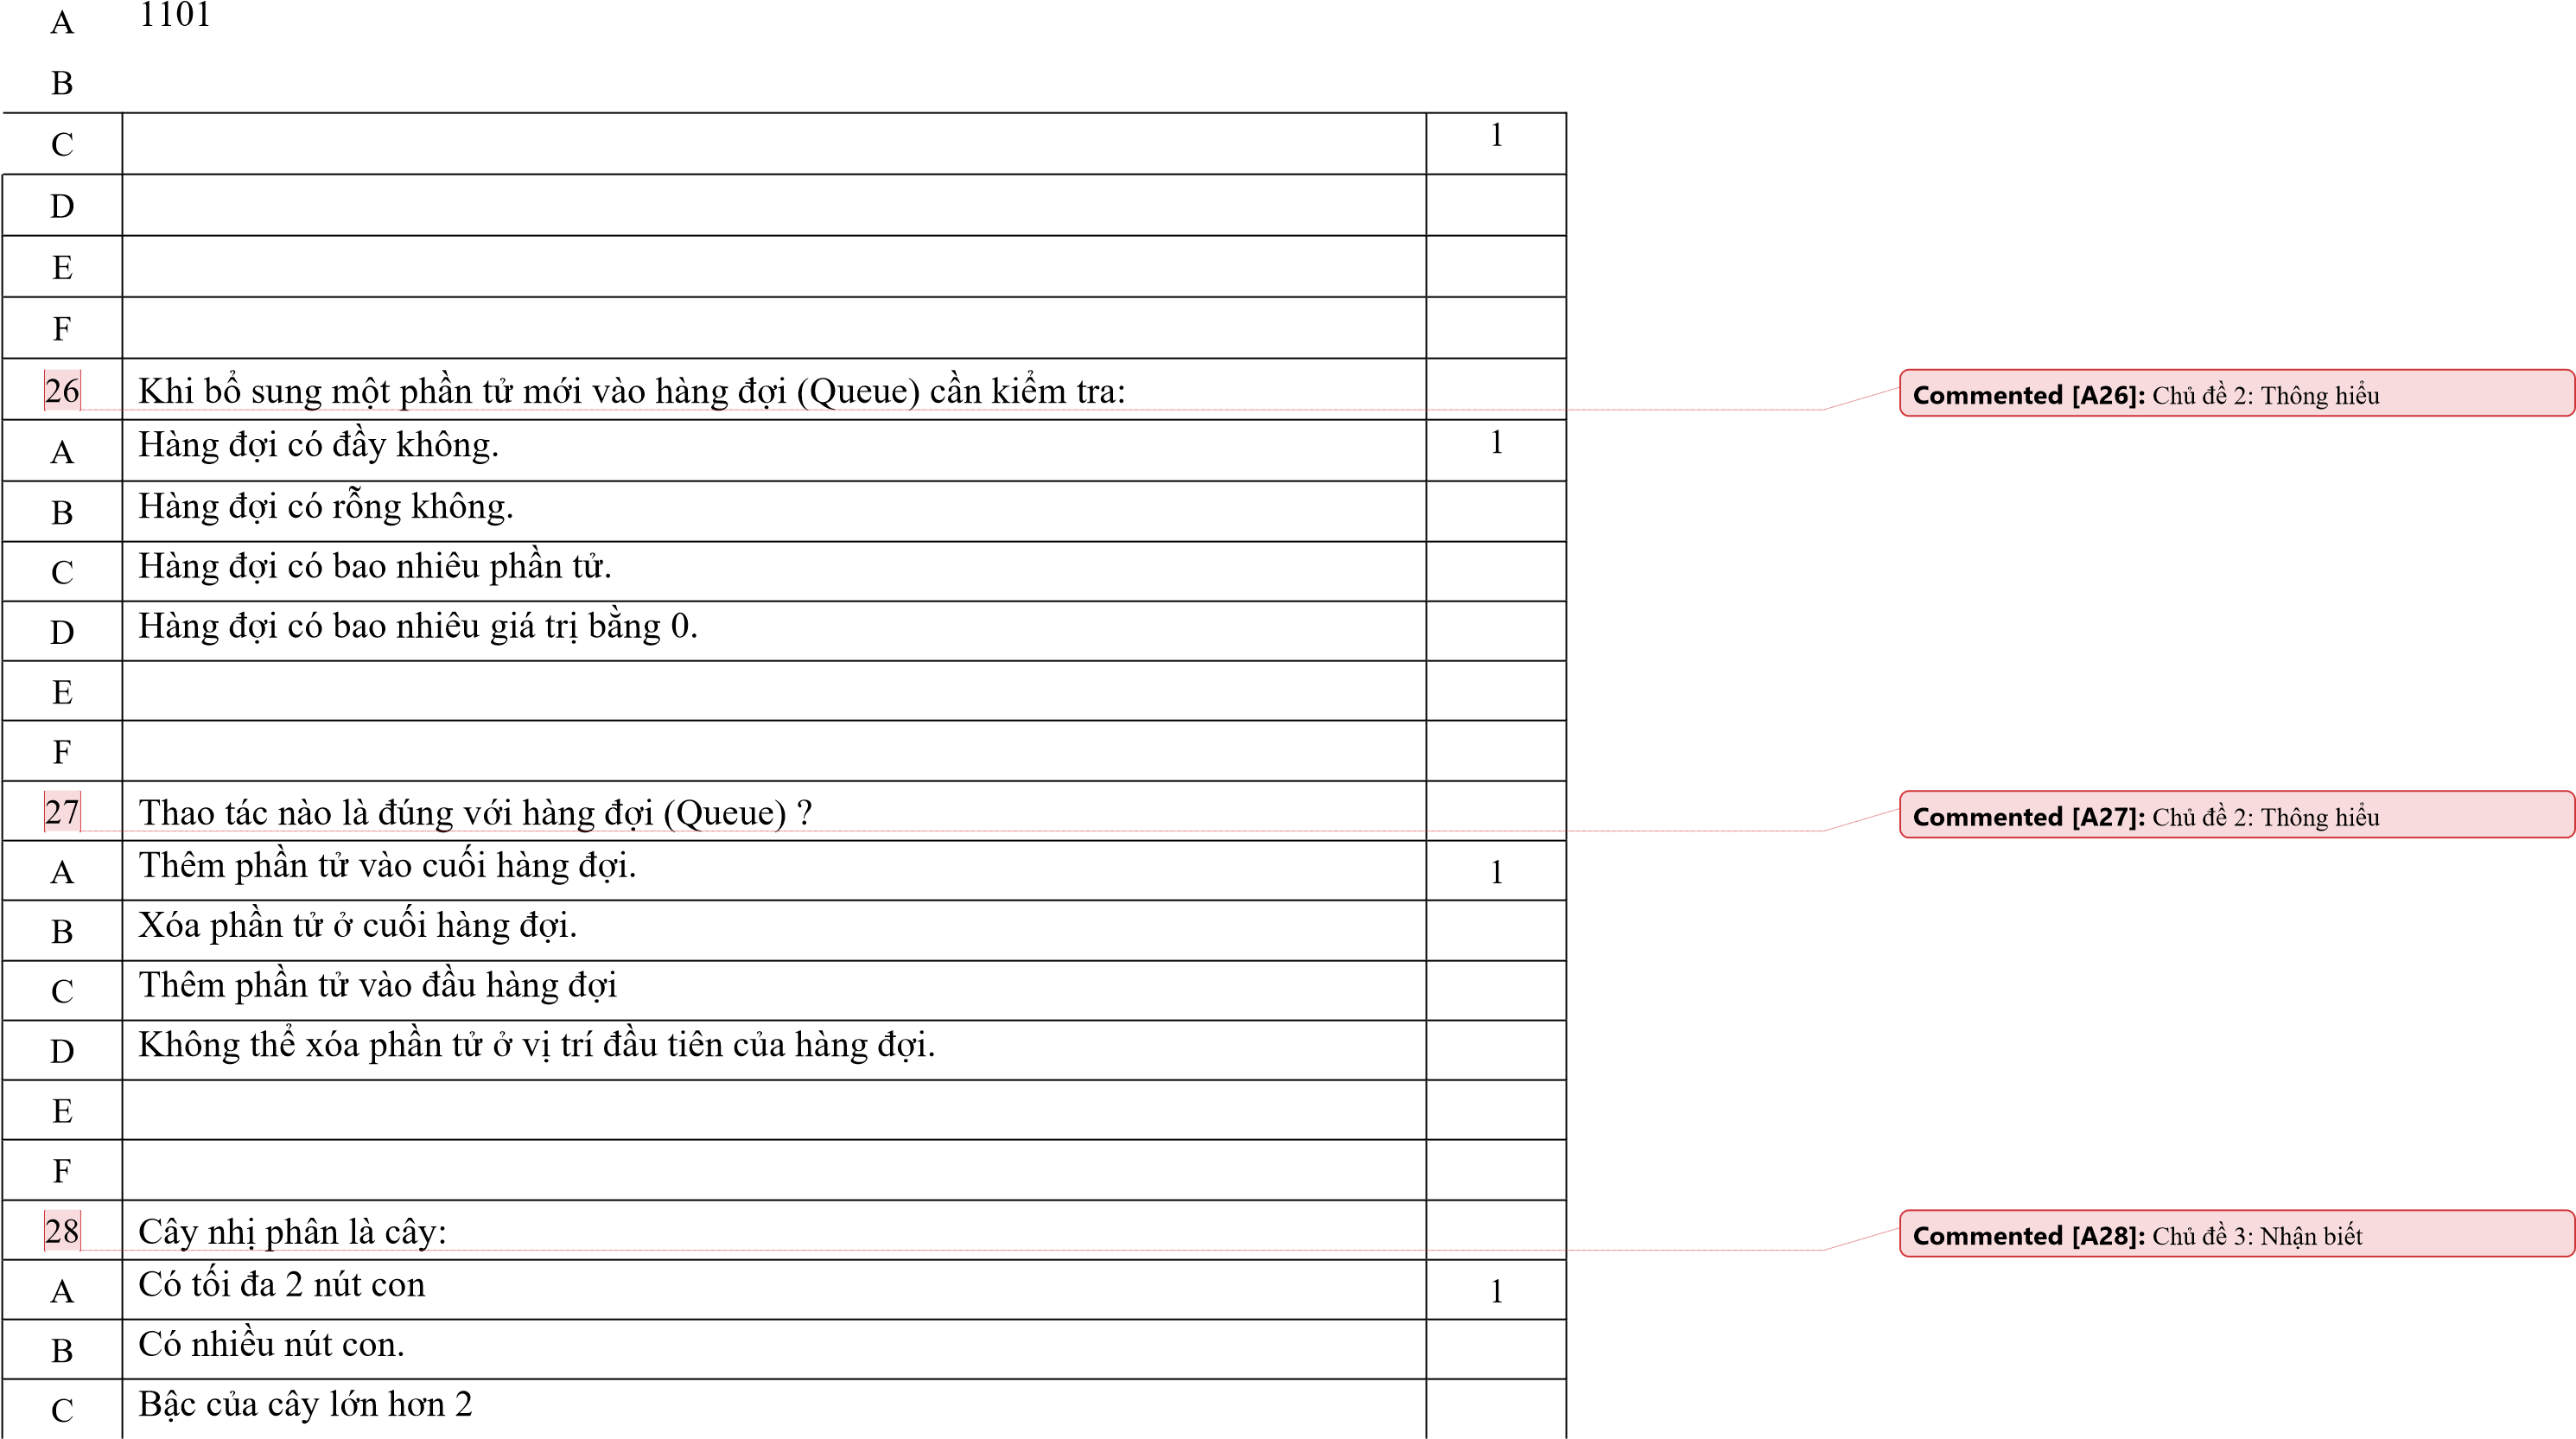 A 1101
B
C 1
D
E
F
26 Khi bổ sung một phần tử mới vào hàng đợi (Queue) cần kiểm tra: Commented [A26]: Chủ đề 2: Thông hiểu
A Hàng đợi có đầy không. 1
B Hàng đợi có rỗng không.
C Hàng đợi có bao nhiêu phần tử.
D Hàng đợi có bao nhiêu giá trị bằng 0.
E
F
27 Thao tác nào là đúng với hàng đợi (Queue) ? Commented [A27]: Chủ đề 2: Thông hiểu
A Thêm phần tử vào cuối hàng đợi. 1
B Xóa phần tử ở cuối hàng đợi.
C Thêm phần tử vào đầu hàng đợi
D Không thể xóa phần tử ở vị trí đầu tiên của hàng đợi.
E
F
28 Cây nhị phân là cây: Commented [A28]: Chủ đề 3: Nhận biết
A Có tối đa 2 nút con 1
B Có nhiều nút con.
C Bậc của cây lớn hơn 2